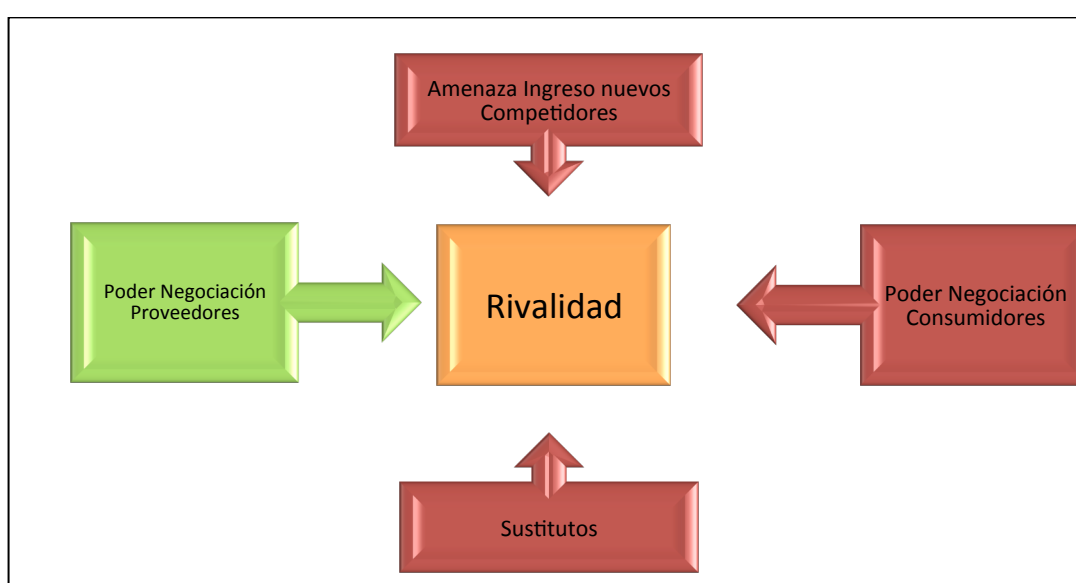 Amenaza Ingreso nuevos
Competidores
Poder Negociación
Proveedores
Rivalidad
Poder Negociación
Consumidores
Sustitutos